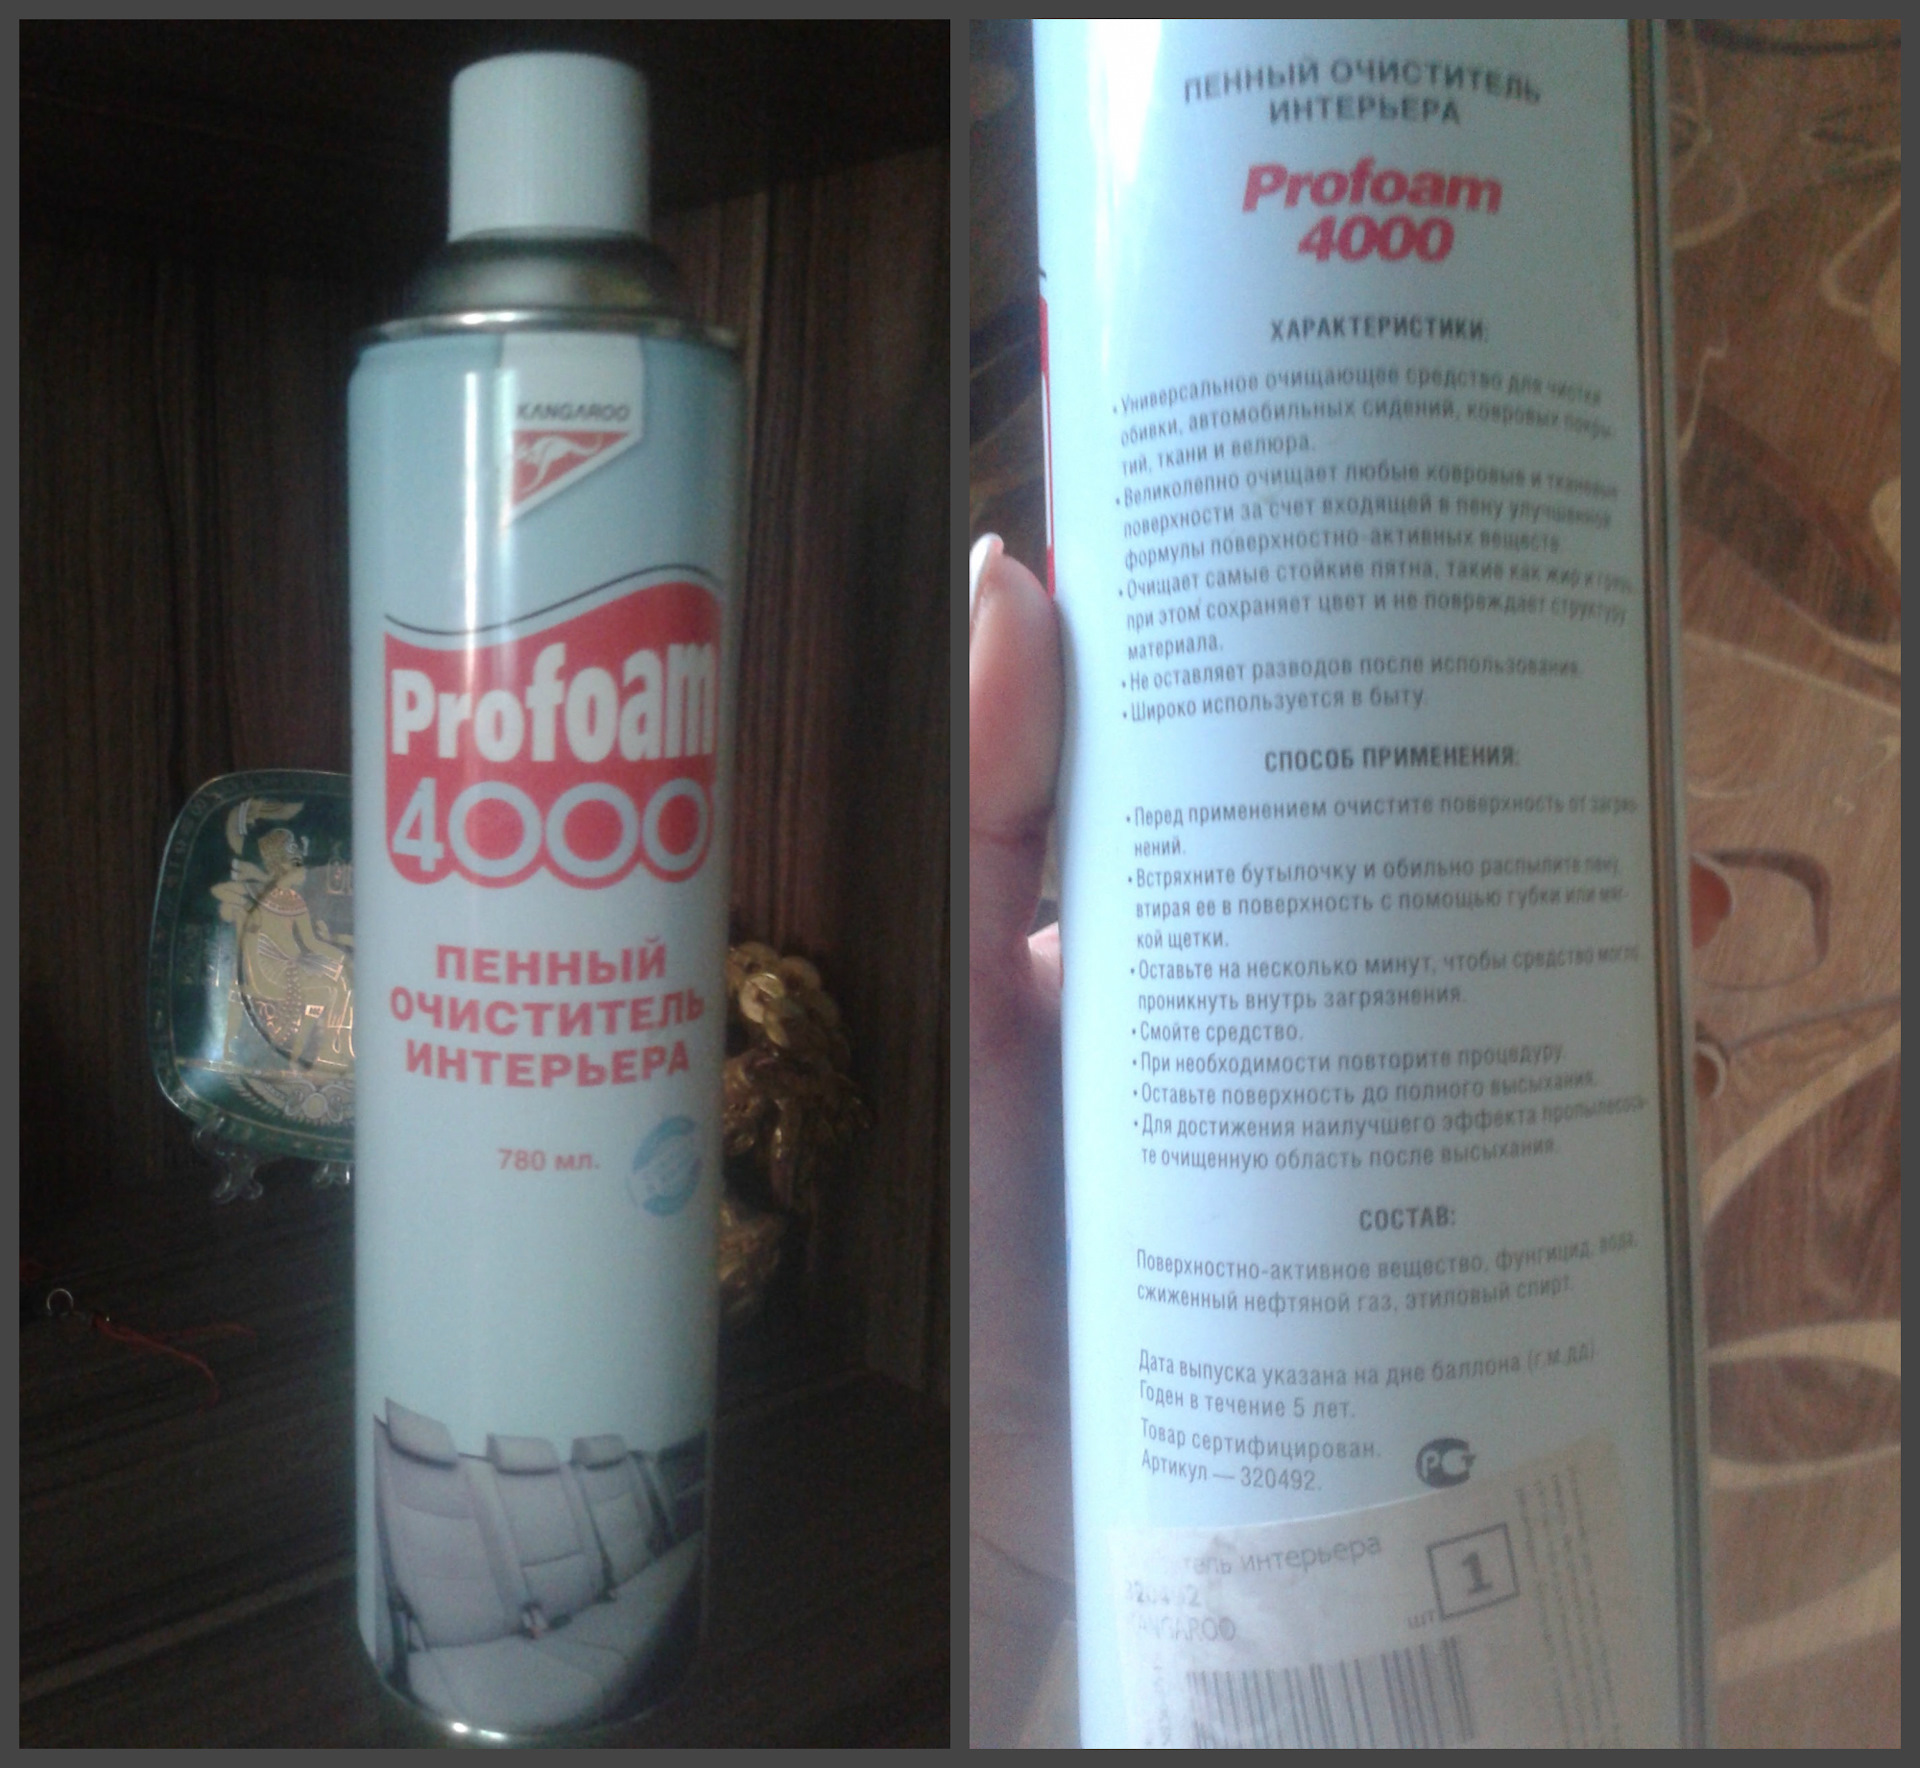 KANGAROO
Profoam
4000
ПЕННЫЙ
ОЧИСТИТЕЛЬ
ИНТЕРЬЕРА
780 мл.
ПЕННЫЙ ОЧИСТИТЕЛЬ
ИНТЕРЬЕРА
Profoam
4000
ХАРАКТЕРИСТИКИ:
• Универсальное очищающее средство для чистки
обивки, автомобильных сидений, ковровых покры-
тий, ткани и велюра.
• Великолепно очищает любые ковровые и тканевые
поверхности за счет входящей в пену улучшенной
формулы поверхностно-активных веществ.
• Очищает самые стойкие пятна, такие как жир и
при этом сохраняет цвет и не повреждает структуру
материала.
• Не оставляет разводов после использования.
• Широко используется в быту.
СПОСОБ ПРИМЕНЕНИЯ:
• Перед применением очистите поверхность от загряз-
нений.
• Встряхните бутылочку и обильно распылите пену,
втирая ее в поверхность с помощью губки или мяг-
кой щетки.
• Оставьте на несколько минут, чтобы средство могло
проникнуть внутрь загрязнения.
• Смойте средство.
• При необходимости повторите процедуру.
• Оставьте поверхность до полного высыхания.
• Для достижения наилучшего эффекта пропылесось-
те очищенную область после высыхания.
СОСТАВ:
Поверхностно-активное вещество, фунгицид, вода,
сжиженный нефтяной газ, этиловый спирт.
Дата выпуска указана на дне баллона (г.м.дд).
Годен в течение 5 лет.
Товар сертифицирован.
Артикул — 320492.
РСТ
интерьера
1
шт
KANGAROO